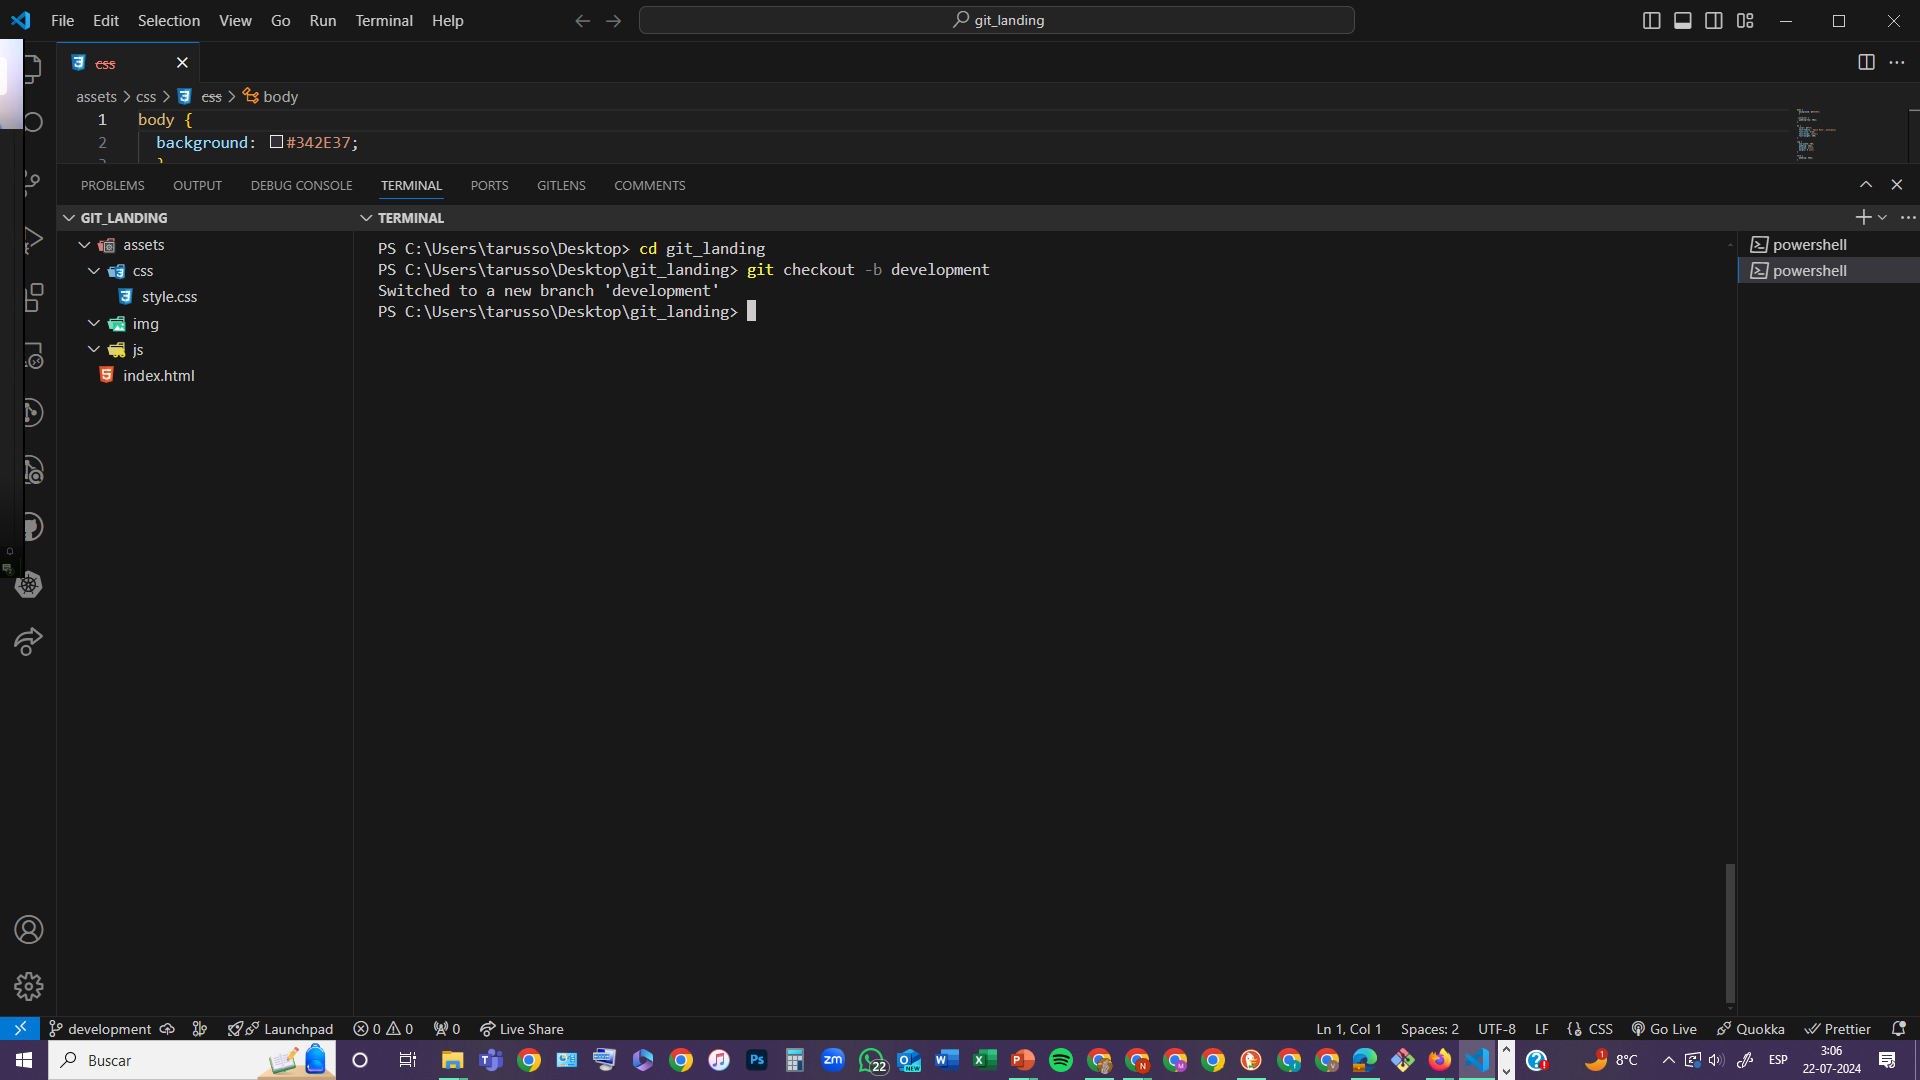 File Edit Selection View Go Run Terminal Help
git_landing
css
assets > css > css > body
1 body {
2 background: #342E37;
}
PROBLEMS OUTPUT DEBUG CONSOLE TERMINAL PORTS GITLENS COMMENTS
GIT_LANDING
assets
css
style.css
img
js
index.html
TERMINAL
PS C:\Users\tarusso\Desktop> cd git_landing
PS C:\Users\tarusso\Desktop\git_landing> git checkout -b development
Switched to a new branch 'development'
PS C:\Users\tarusso\Desktop\git_landing>
powershell
powershell
development Launchpad 0 0 0 Live Share
Ln 1, Col 1 Spaces: 2 UTF-8 LF {} CSS Go Live Quokka Prettier
Buscar
22
8°C
ESP
3:06
22-07-2024